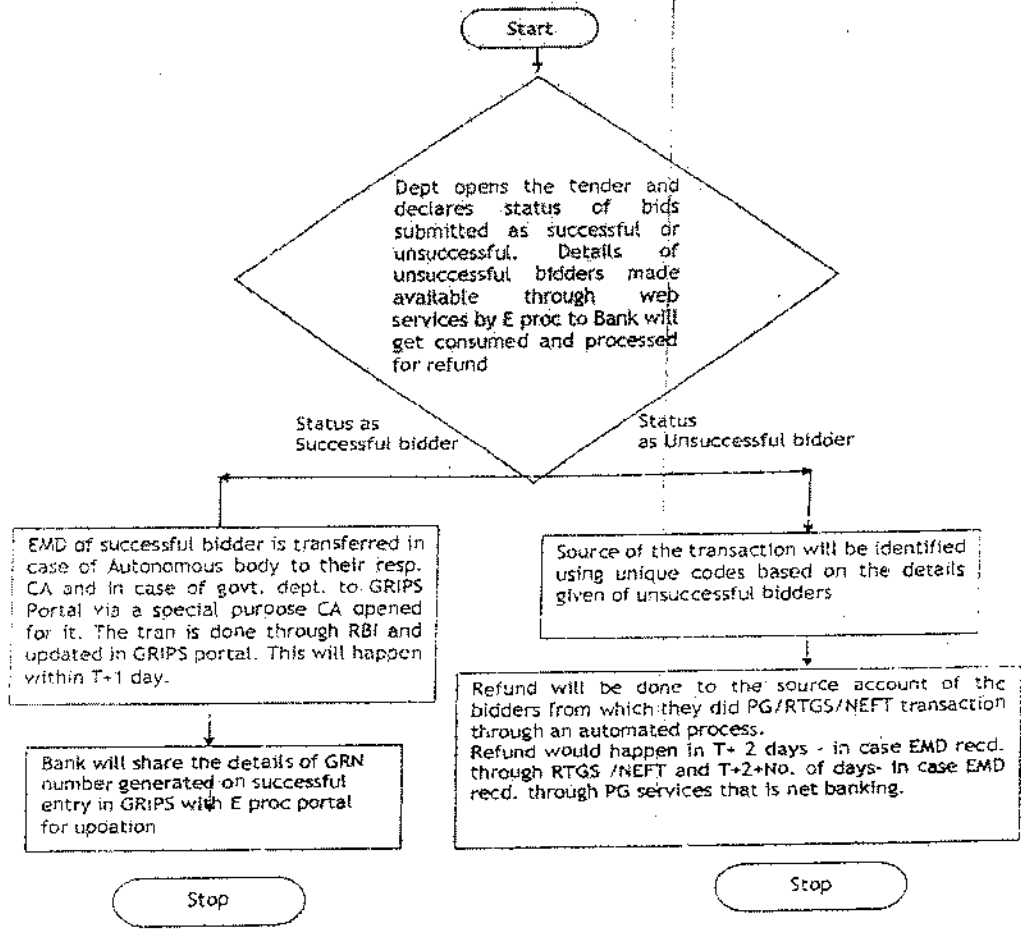 Start
Dept opens the tender and
declares status of bids
submitted as successful or
unsuccessful. Details of
unsuccessful bidders made
available through web
services by E proc to Bank will
get consumed and processed
for refund
Status as
Successful bidder
Status
as Unsuccessful bidder
EMD of successful bidder is transferred in
case of Autonomous body to their resp.
CA and in case of govt. dept. to GRIPS
Portal via a special purpose CA opened
for it. The tran is done through RBI and
updated in GRIPS portal. This will happen
within T+1 day.
Source of the transaction will be identified
using unique codes based on the details
given of unsuccessful bidders
Bank will share the details of GRN
number generated on successful
entry in GRIPS with E proc portal
for updation
Refund will be done to the source account of the
bidders from which they did PG/RTGS/NEFT transaction
through an automated process.
Refund would happen in T+ 2 days - in case EMD recd.
through RTGS /NEFT and T+2+No. of days- in case EMD
recd. through PG services that is net banking.
Stop
Stop